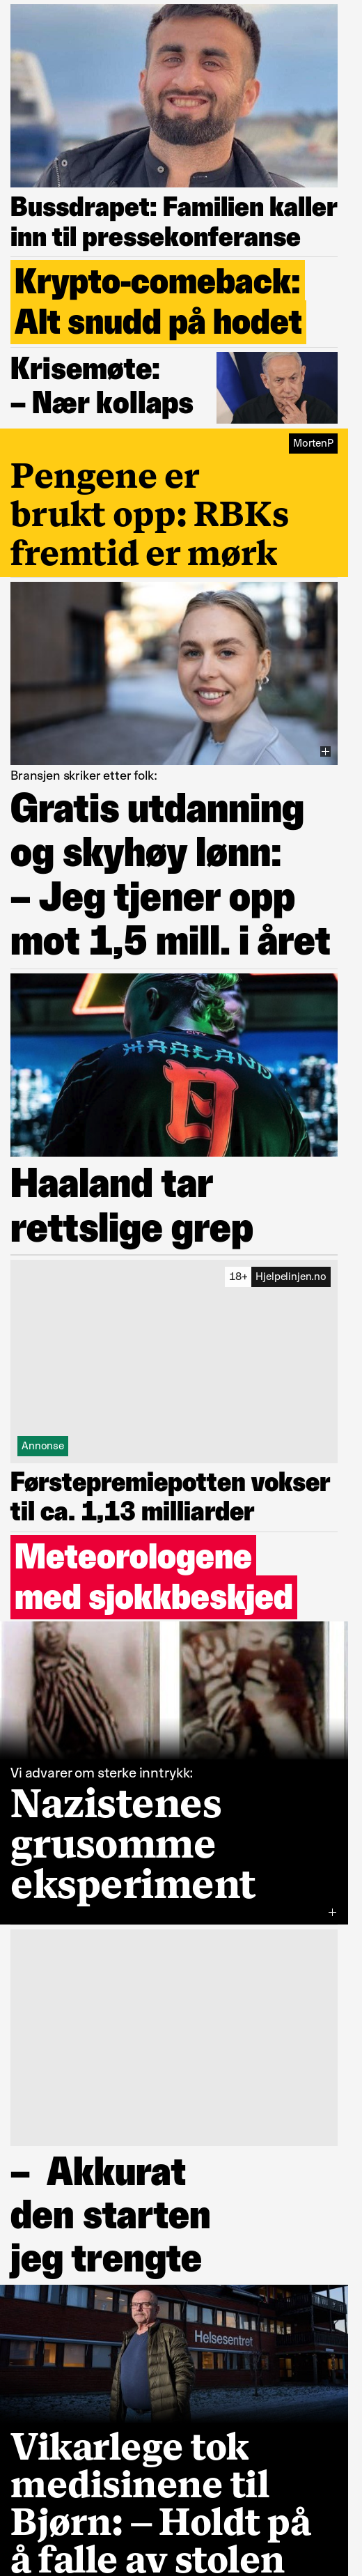 Bussdrapet: Familien kaller
inn til pressekonferanse
Krypto-comeback:
Alt snudd på hodet
Krisemøte:
– Nær kollaps
MortenP
Pengene er
brukt opp: RBKs
fremtid er mørk
Bransjen skriker etter folk:
Gratis utdanning
og skyhøy lønn:
– Jeg tjener opp
mot 1,5 mill. i året
HAALAND
9
Haaland tar
rettslige grep
18+ Hjelpelinjen.no
Annonse
Førstepremiepotten vokser
til ca. 1,13 milliarder
Meteorologene
med sjokkbeskjed
Vi advarer om sterke inntrykk:
Nazistenes
grusomme
eksperiment
– Akkurat
den starten
jeg trengte
Helsesentret
Vikarlege tok
medisinene til
Bjørn: – Holdt på
å falle av stolen